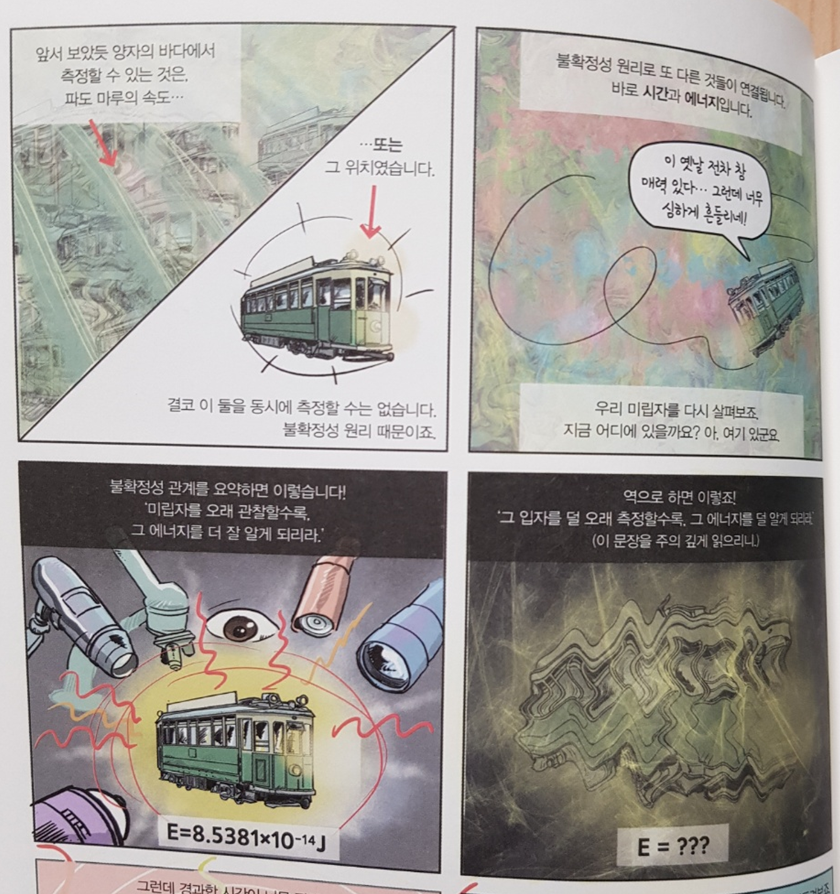 앞서 보았듯 양자의 바다에서
측정할 수 있는 것은,
파도 마루의 속도…
…또는
그 위치였습니다.
결코 이 둘을 동시에 측정할 수는 없습니다.
불확정성 원리 때문이죠.
불확정성 원리로 또 다른 것들이 연결됩니다.
바로 시간과 에너지입니다.
이 옛날 전차 참
매력 있다… 그런데 너무
심하게 흔들리네!
우리 미립자를 다시 살펴보죠.
지금 어디에 있을까요? 아, 여기 있군요.
불확정성 관계를 요약하면 이렇습니다!
'미립자를 오래 관찰할수록,
그 에너지를 더 잘 알게 되리라.'
E=8.5381×10⁻¹⁴J
역으로 하면 이렇죠!
'그 입자를 덜 오래 측정할수록, 그 에너지를 덜 알게 되리라.'
(이 문장을 주의 깊게 읽으리니.)
E = ???
그런데 경과한 시간이 너무